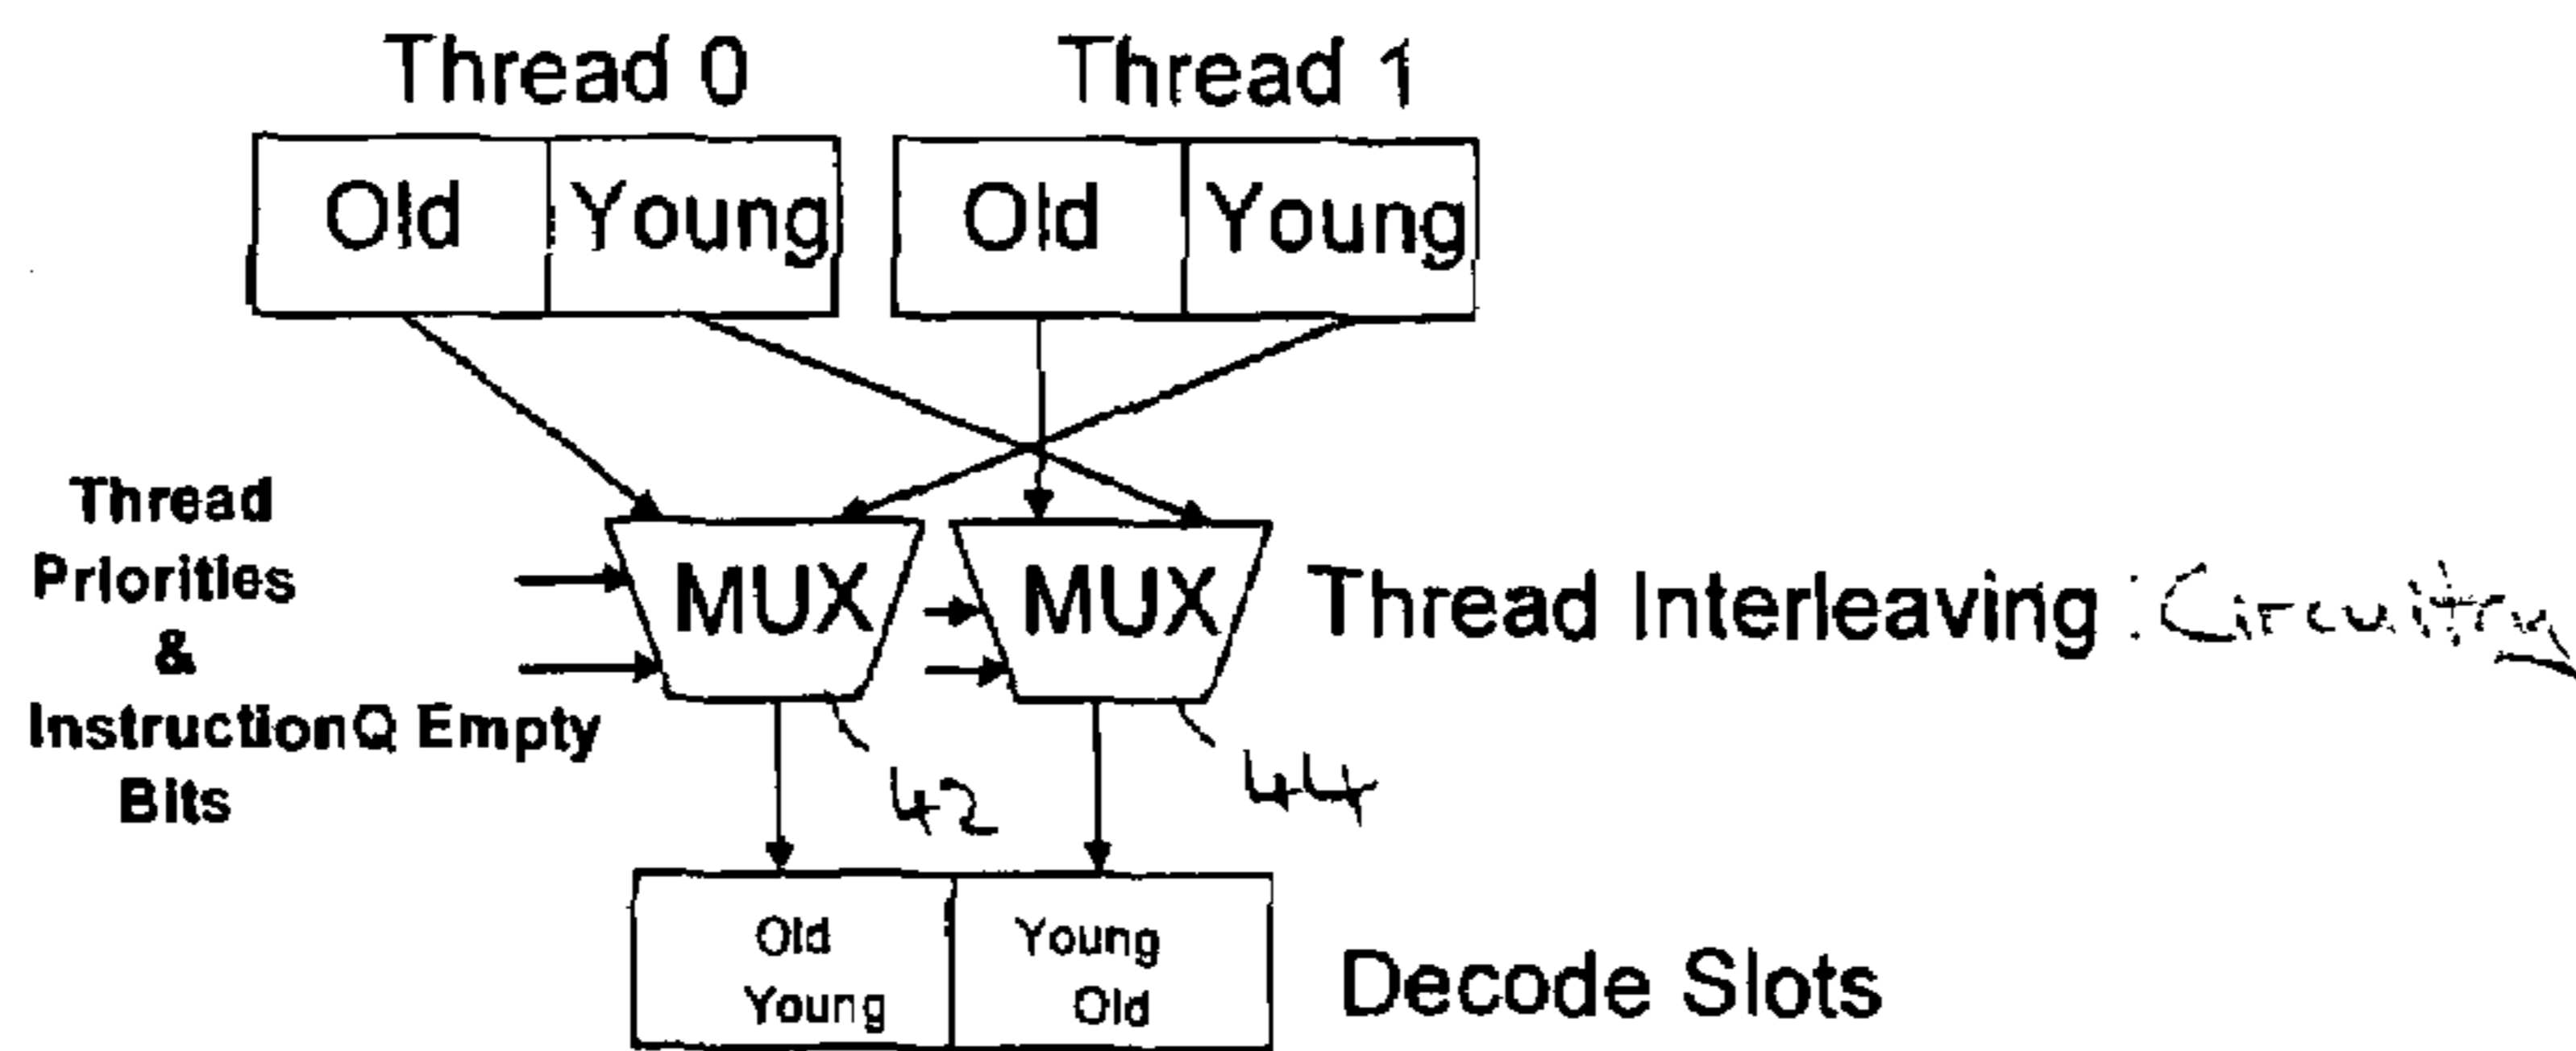 Thread 0 Thread 1
Old Young Old Young
Thread
Priorities
&
InstructionQ Empty
Bits
MUX MUX Thread Interleaving Circuitry
42 44
Old Young
Young Old
Decode Slots